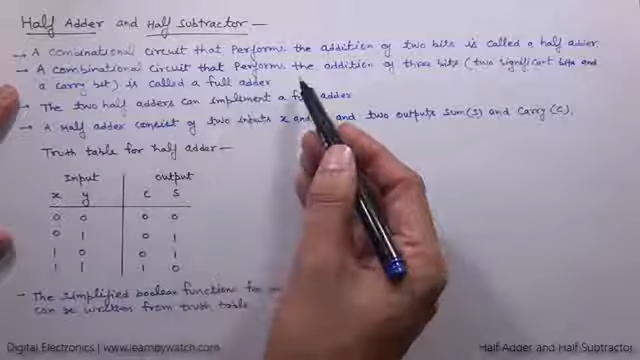 Half Adder and Half Subtractor —
→ A combinational circuit that Performs the addition of two bits is called a half adder.
→ A combinational circuit that Performs the addition of three bits (two significant bits and
a carry bit) is called a full adder
→ The two half adders can implement a full adder
→ A Half adder consist of two inputs x and and two outputs sum(s) and carry (c),
Truth table for half adder —
Input output
x y c s
0 0 0 0
0 1 0 1
1 0 0 1
1 1 1 0
→ The simplified boolean functions for
can be written from truth table
Digital Electronics | www.learnbywatch.com Half Adder and Half Subtractor